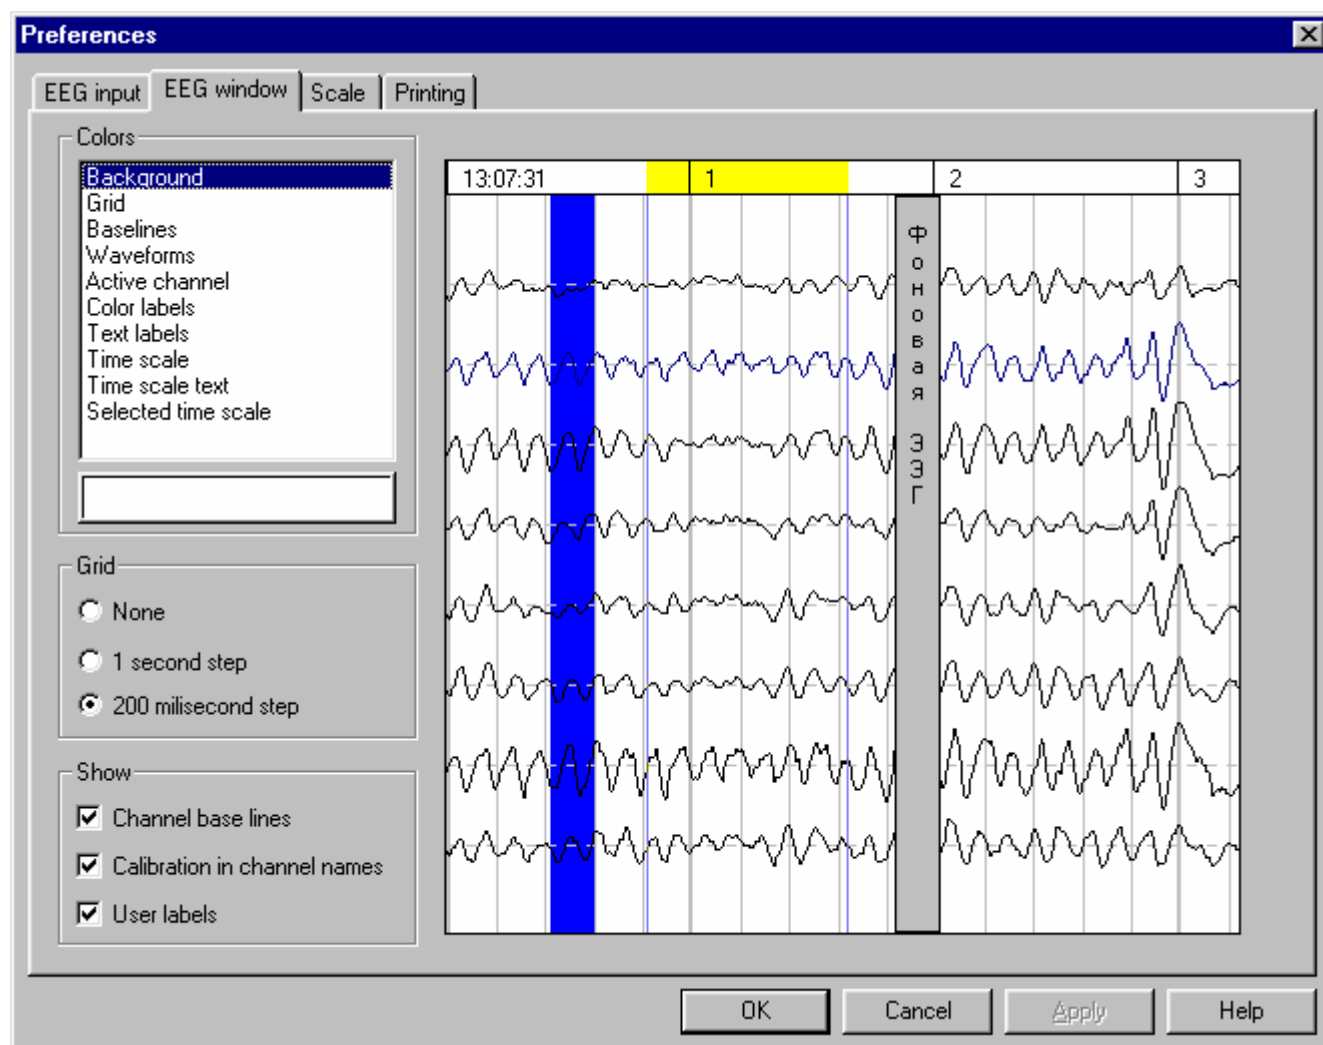 Preferences
EEG input EEG window Scale Printing
Colors
Background
Grid
Baselines
Waveforms
Active channel
Color labels
Text labels
Time scale
Time scale text
Selected time scale
Grid
None
1 second step
200 milisecond step
Show
Channel base lines
Calibration in channel names
User labels
13:07:31 1 2 3
Фоновая ЭЭГ
OK Cancel Apply Help